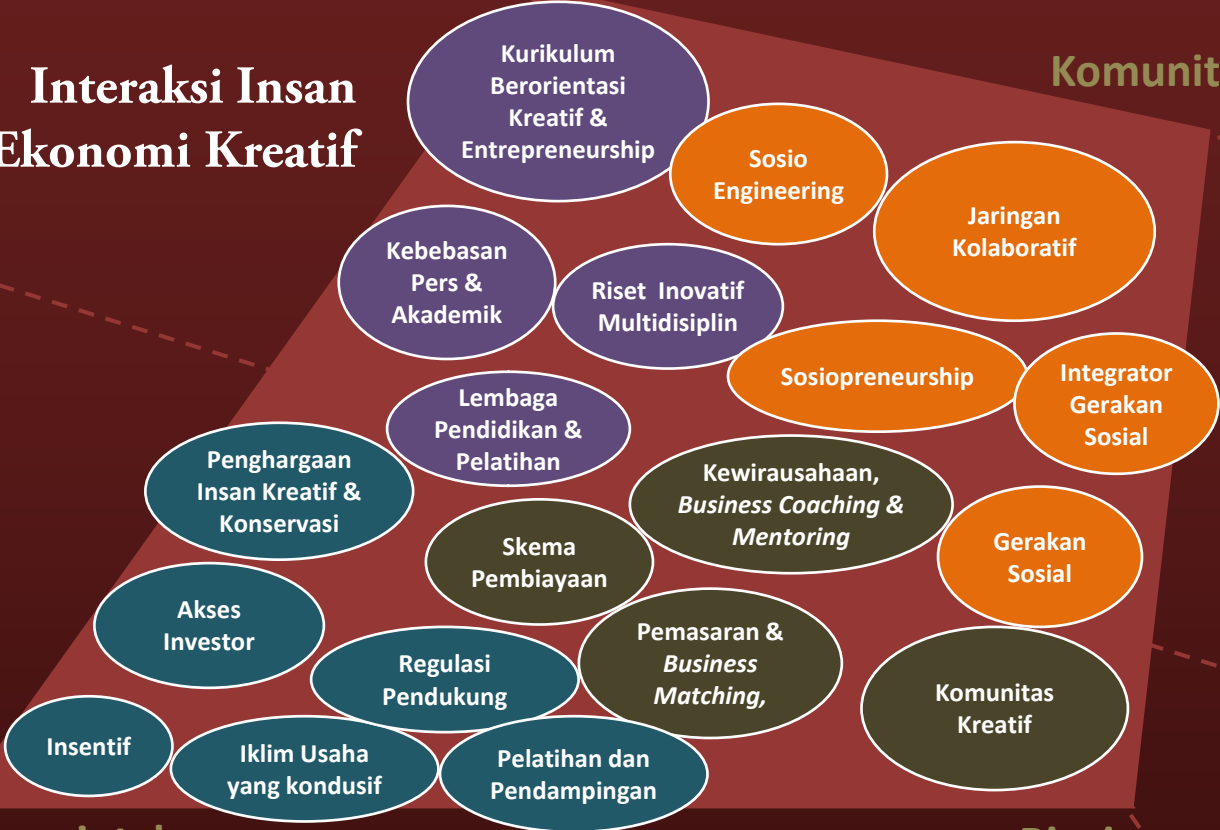 Interaksi Insan
Ekonomi Kreatif
Komunit
Kurikulum
Berorientasi
Kreatif &
Entrepreneurship
Sosio
Engineering
Jaringan
Kolaboratif
Kebebasan
Pers &
Akademik
Riset Inovatif
Multidisiplin
Sosiopreneurship
Integrator
Gerakan
Sosial
Lembaga
Pendidikan &
Pelatihan
Penghargaan
Insan Kreatif &
Konservasi
Kewirausahaan,
Business Coaching &
Mentoring
Skema
Pembiayaan
Gerakan
Sosial
Akses
Investor
Regulasi
Pendukung
Pemasaran &
Business
Matching,
Komunitas
Kreatif
Insentif
Iklim Usaha
yang kondusif
Pelatihan dan
Pendampingan